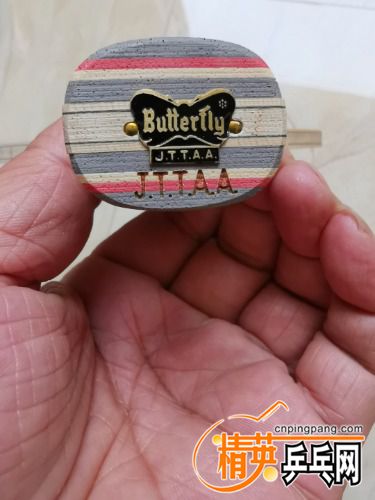 Butterfly
J.T.T.A.A.
J.T.T.A.A
cnpingpang.com
精英乒乓网